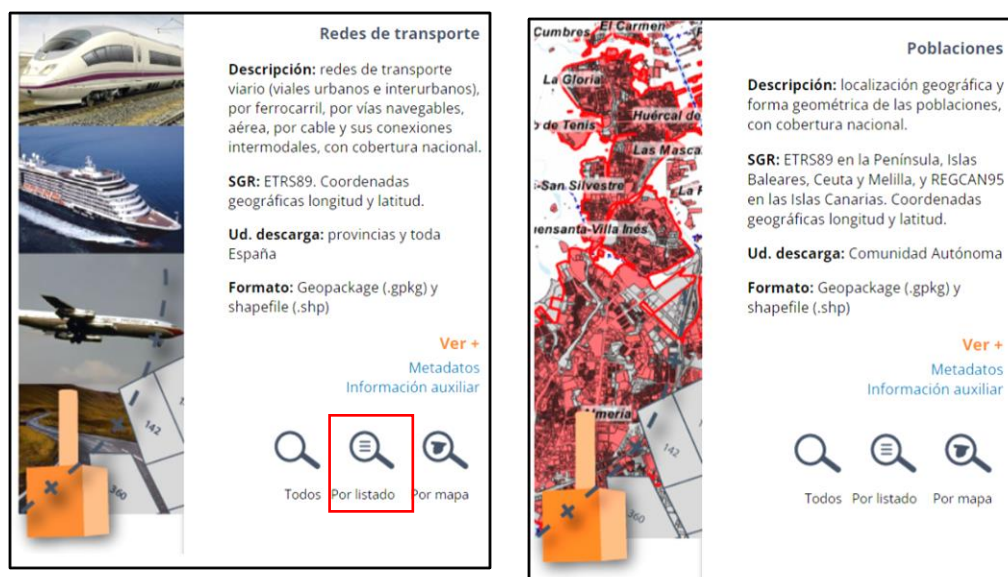 Redes de transporte
Descripción: redes de transporte
viario (viales urbanos e interurbanos),
por ferrocarril, por vías navegables,
aérea, por cable y sus conexiones
intermodales, con cobertura nacional.
SGR: ETRS89. Coordenadas
geográficas longitud y latitud.
Ud. descarga: provincias y toda
España
Formato: Geopackage (.gpkg) y
shapefile (.shp)
Ver +
Metadatos
Información auxiliar
Todos Por listado Por mapa
142
360
Cumbres El Carmen
La Gloria
de Tenis
Huércal de
Las Masca
San Silvestre
ensanta-Villa Inés
lmería
142
360
Poblaciones
Descripción: localización geográfica y
forma geométrica de las poblaciones,
con cobertura nacional.
SGR: ETRS89 en la Península, Islas
Baleares, Ceuta y Melilla, y REGCAN95
en las Islas Canarias. Coordenadas
geográficas longitud y latitud.
Ud. descarga: Comunidad Autónoma
Formato: Geopackage (.gpkg) y
shapefile (.shp)
Ver +
Metadatos
Información auxiliar
Todos Por listado Por mapa